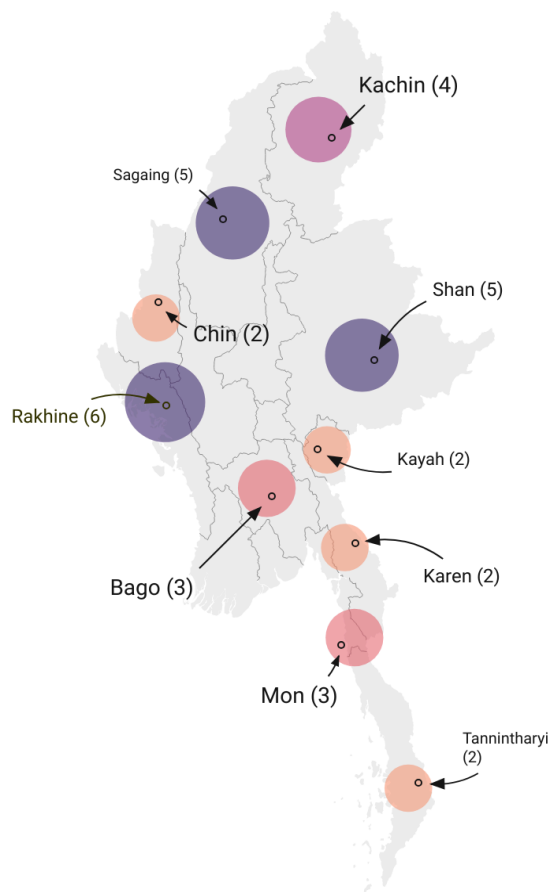 Kachin (4)
Sagaing (5)
Shan (5)
Chin (2)
Rakhine (6)
Kayah (2)
Karen (2)
Bago (3)
Mon (3)
Tannintharyi
(2)